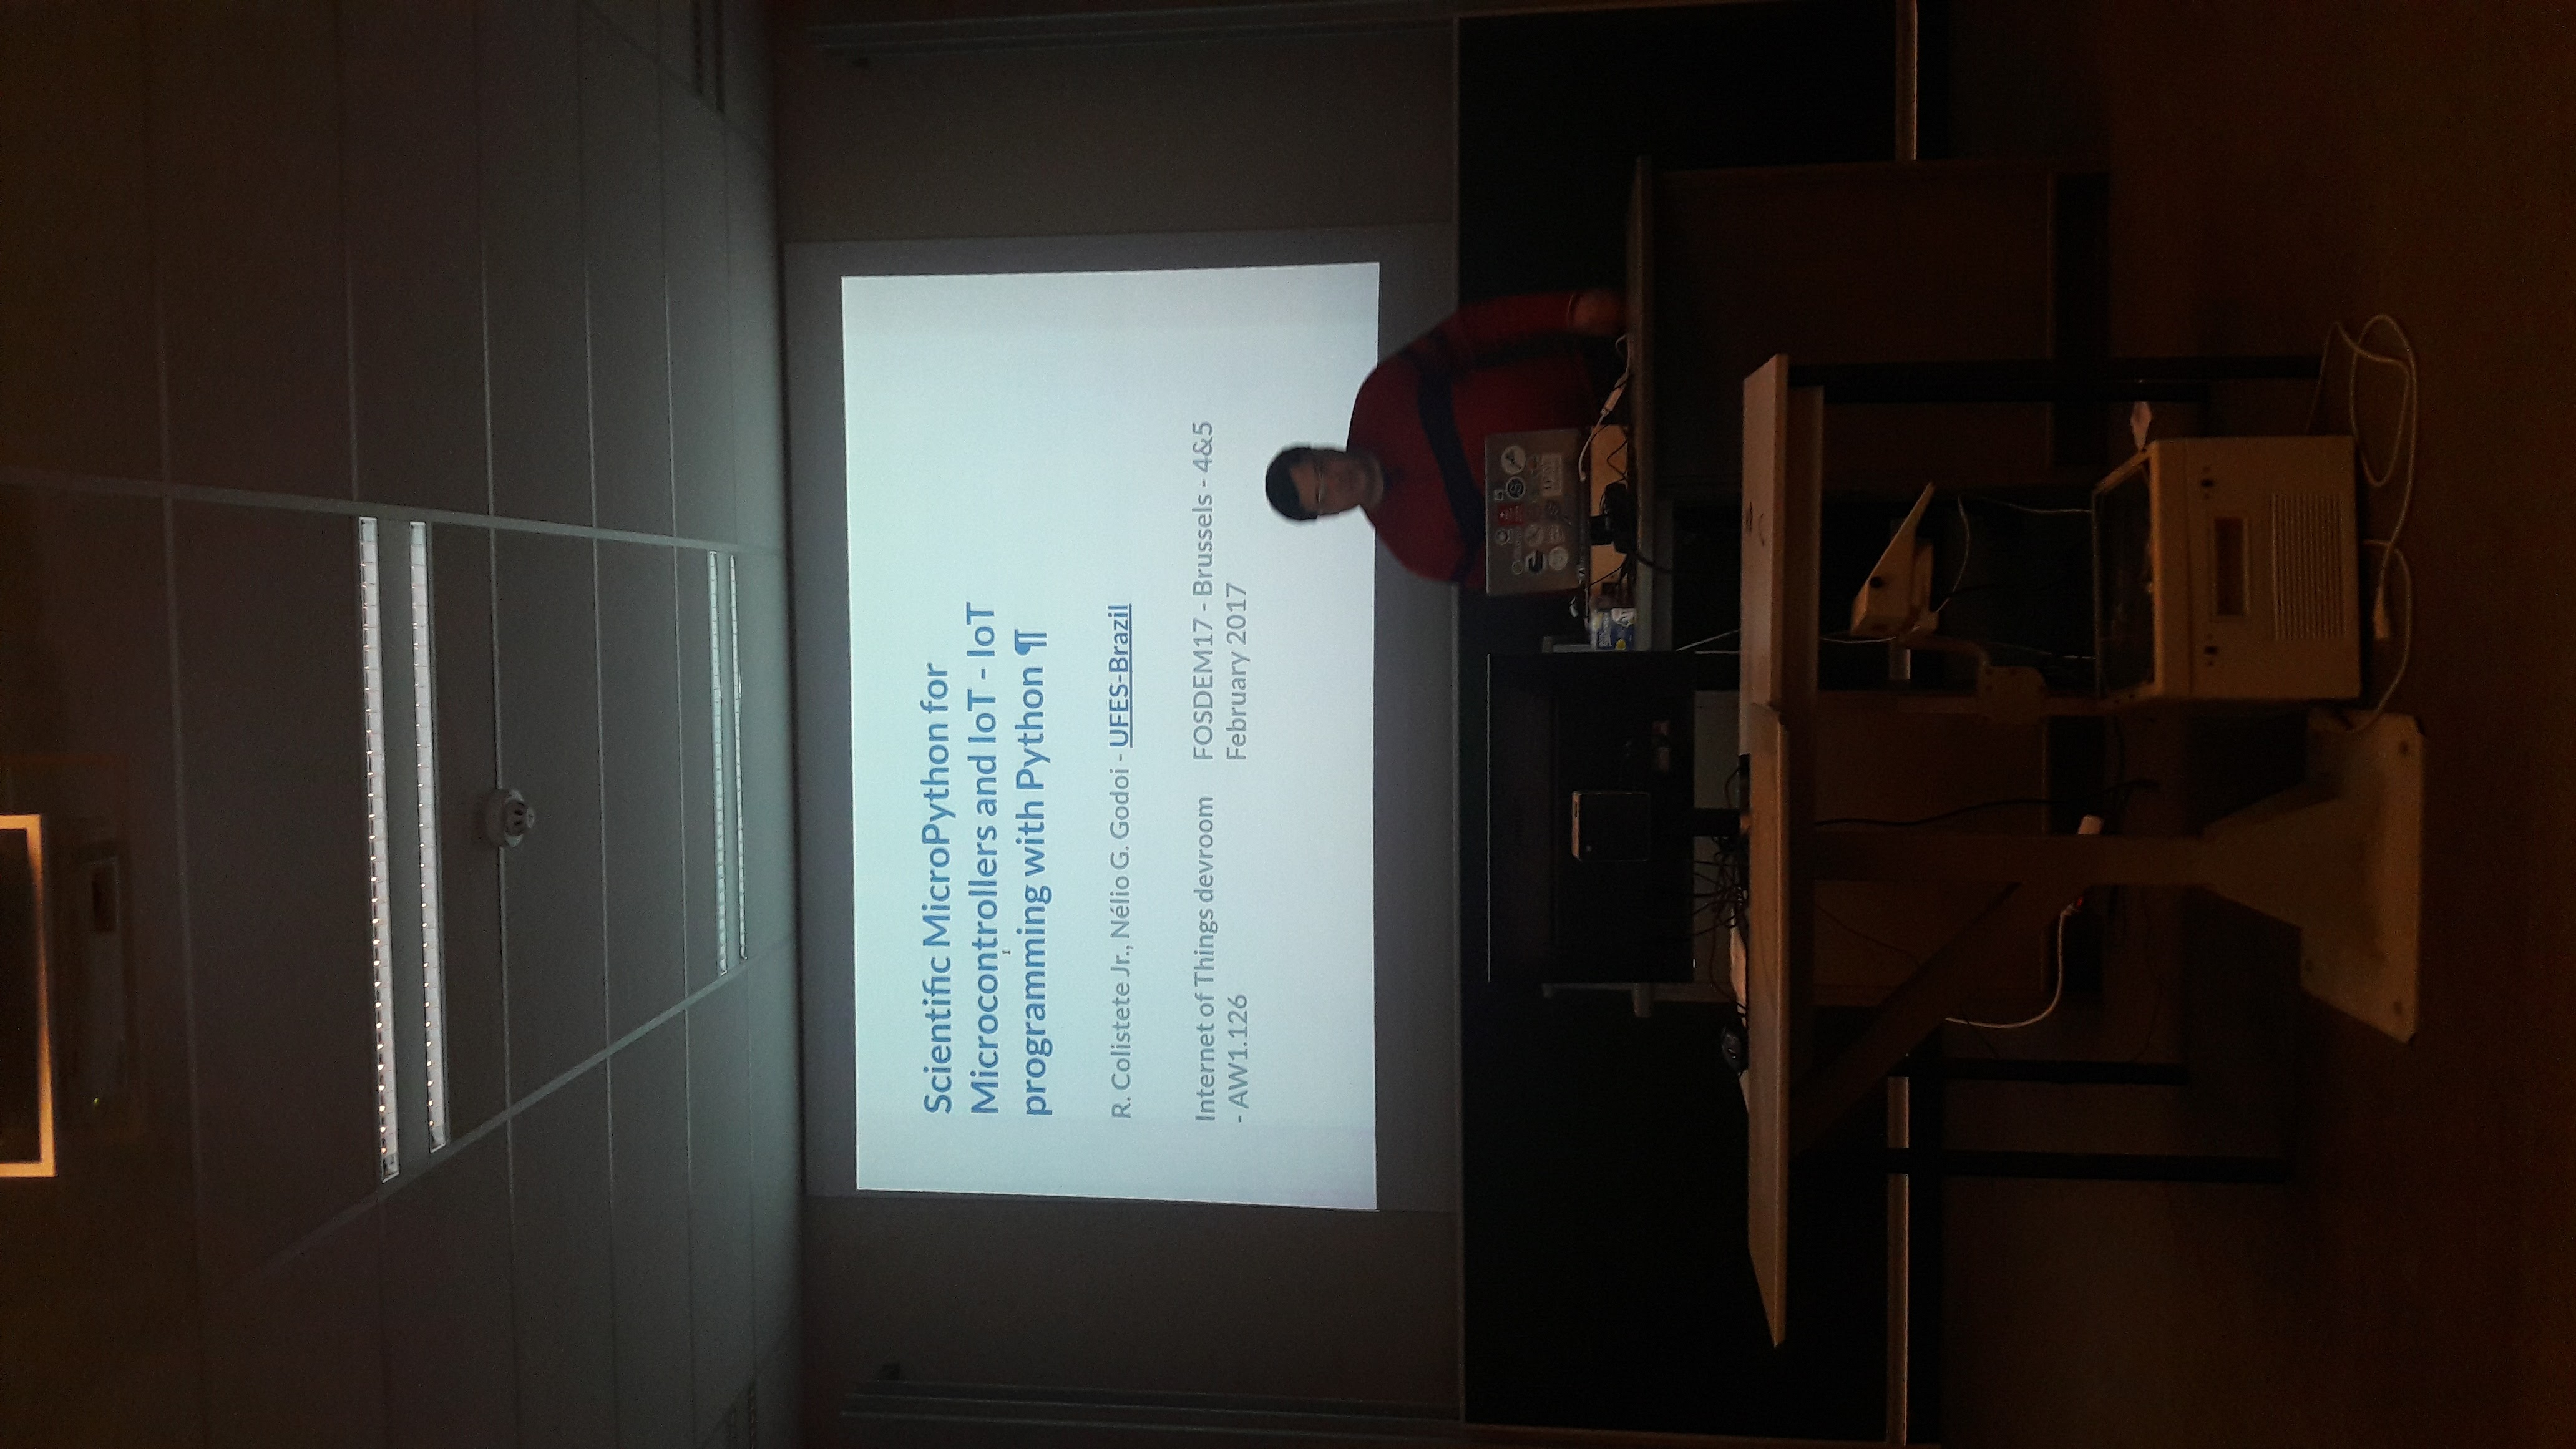 Scientific MicroPython for
Microcontrollers and IoT - IoT
programming with Python ¶
R. Colistete Jr., Nélio G. Godoi - UFES-Brazil
Internet of Things devroom
- AW1.126
FOSDEM17 - Brussels - 4&5
February 2017